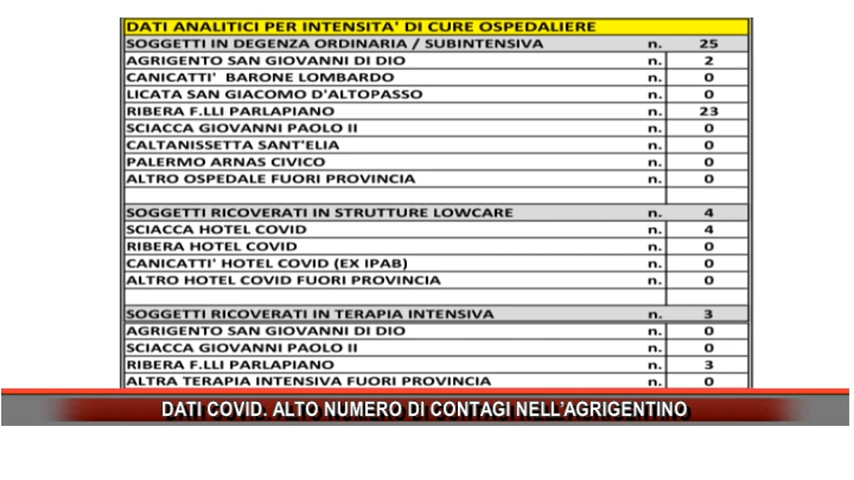 DATI ANALITICI PER INTENSITA' DI CURE OSPEDALIERE
SOGGETTI IN DEGENZA ORDINARIA / SUBINTENSIVA n. 25
AGRIGENTO SAN GIOVANNI DI DIO n. 2
CANICATTI' BARONE LOMBARDO n. 0
LICATA SAN GIACOMO D'ALTOPASSO n. 0
RIBERA F.LLI PARLAPIANO n. 23
SCIACCA GIOVANNI PAOLO II n. 0
CALTANISSETTA SANT'ELIA n. 0
PALERMO ARNAS CIVICO n. 0
ALTRO OSPEDALE FUORI PROVINCIA n. 0
SOGGETTI RICOVERATI IN STRUTTURE LOWCARE n. 4
SCIACCA HOTEL COVID n. 4
RIBERA HOTEL COVID n. 0
CANICATTI' HOTEL COVID (EX IPAB) n. 0
ALTRO HOTEL COVID FUORI PROVINCIA n. 0
SOGGETTI RICOVERATI IN TERAPIA INTENSIVA n. 3
AGRIGENTO SAN GIOVANNI DI DIO n. 0
SCIACCA GIOVANNI PAOLO II n. 0
RIBERA F.LLI PARLAPIANO n. 3
ALTRA TERAPIA INTENSIVA FUORI PROVINCIA n. 0
DATI COVID. ALTO NUMERO DI CONTAGI NELL'AGRIGENTINO